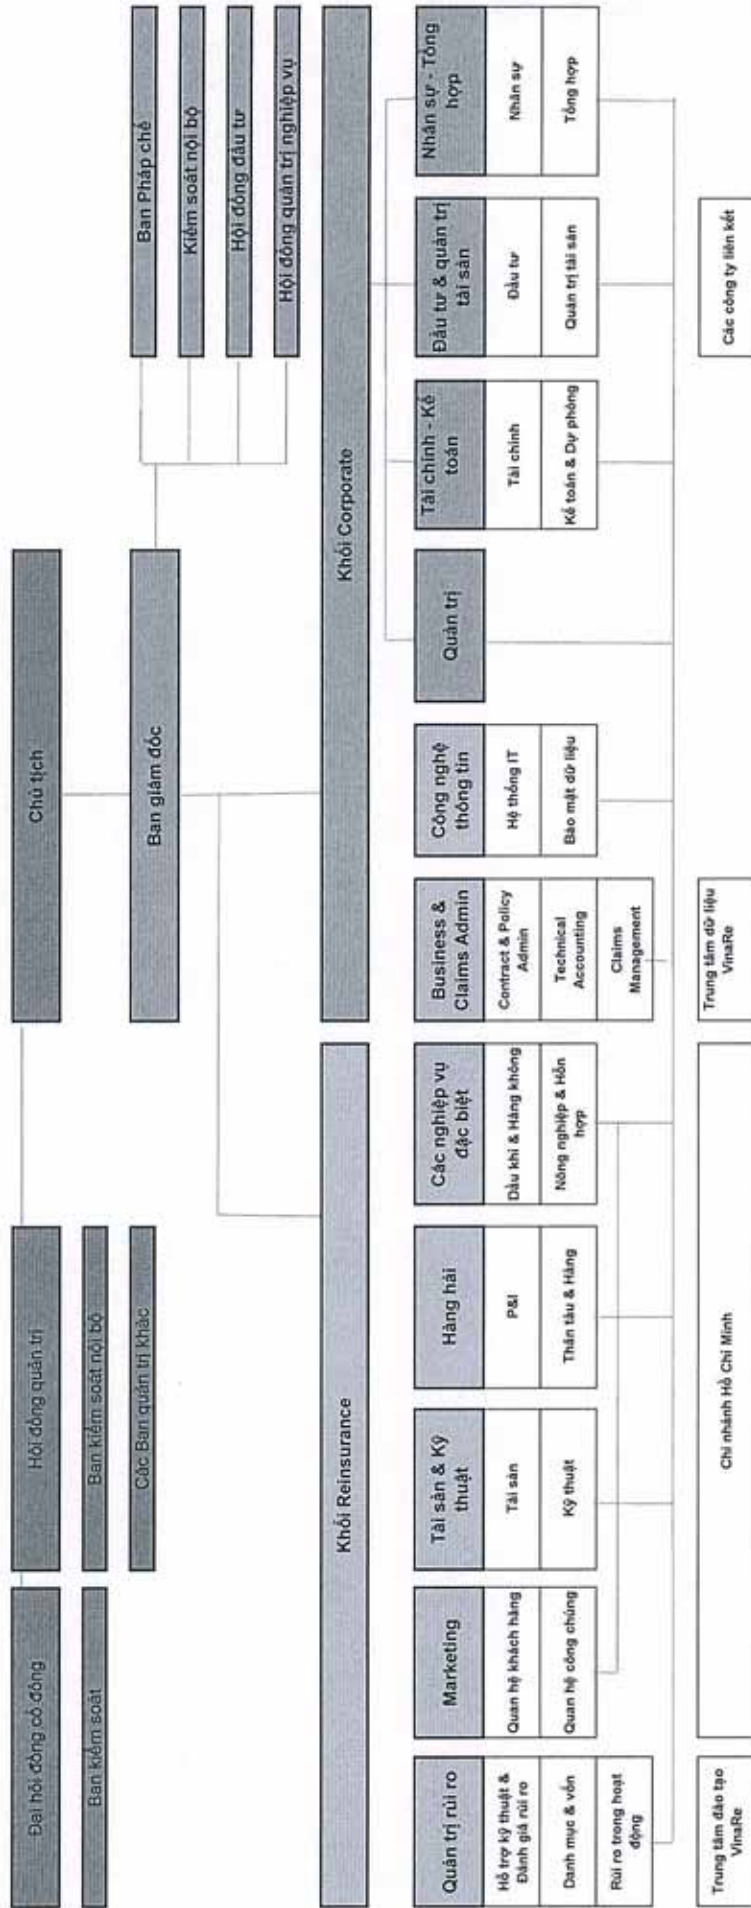 Đại hội đồng cổ đông
Hội đồng quản trị
Chủ tịch
Ban kiểm soát
Ban kiểm soát nội bộ
Các Ban quản trị khác
Ban giám đốc
Ban Pháp chế
Kiểm soát nội bộ
Hội đồng đầu tư
Hội đồng quản trị nghiệp vụ
Khối Reinsurance
Khối Corporate
Quản trị rủi ro
Hỗ trợ kỹ thuật &
Đánh giá rủi ro
Danh mục & vốn
Rủi ro trong hoạt
động
Marketing
Quan hệ khách hàng
Quan hệ công chúng
Tài sản & Kỹ
thuật
Tài sản
Kỹ thuật
Hàng hải
P&I
Thân tàu & Hàng
Các nghiệp vụ
đặc biệt
Dầu khí & Hàng không
Nông nghiệp & Hỗn
hợp
Business &
Claims Admin
Contract & Policy
Admin
Technical
Accounting
Claims
Management
Công nghệ
thông tin
Hệ thống IT
Bảo mật dữ liệu
Quản trị
Tài chính - Kế
toán
Tài chính
Kế toán & Dự phòng
Đầu tư & quản trị
tài sản
Đầu tư
Quản trị tài sản
Nhân sự - Tổng
hợp
Nhân sự
Tổng hợp
Trung tâm đào tạo
VinaRe
Chi nhánh Hồ Chí Minh
Trung tâm dữ liệu
VinaRe
Các công ty liên kết